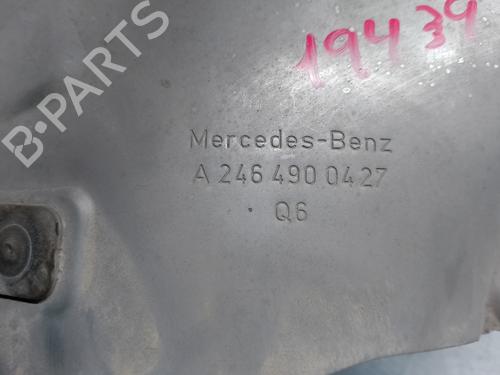 19439
Mercedes-Benz
A 246 490 04 27
Q6
B-PARTS